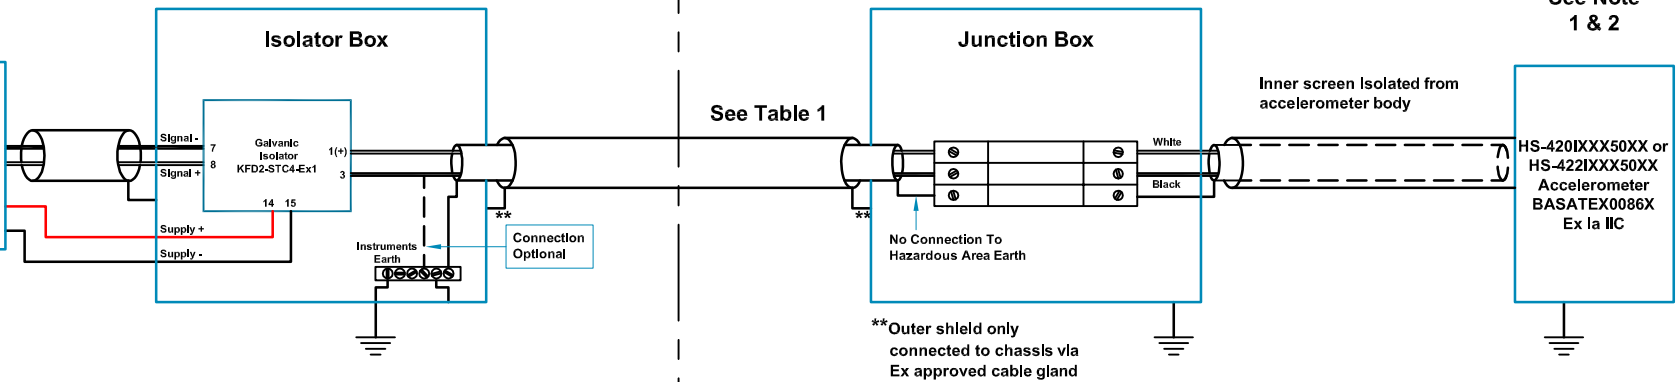 Isolator Box
Junction Box
See Note
1 & 2
Inner screen Isolated from
accelerometer body
See Table 1
Signal -
7
8
Signal +
Galvanic
Isolator
KFD2-STC4-Ex1
1(+)
3
14 15
Supply +
Supply -
Instruments
Earth
**
Connection
Optional
**
White
Black
No Connection To
Hazardous Area Earth
HS-420IXXX50XX or
HS-422IXXX50XX
Accelerometer
BASATEX0086X
Ex Ia IIC
**Outer shield only
connected to chassis via
Ex approved cable gland